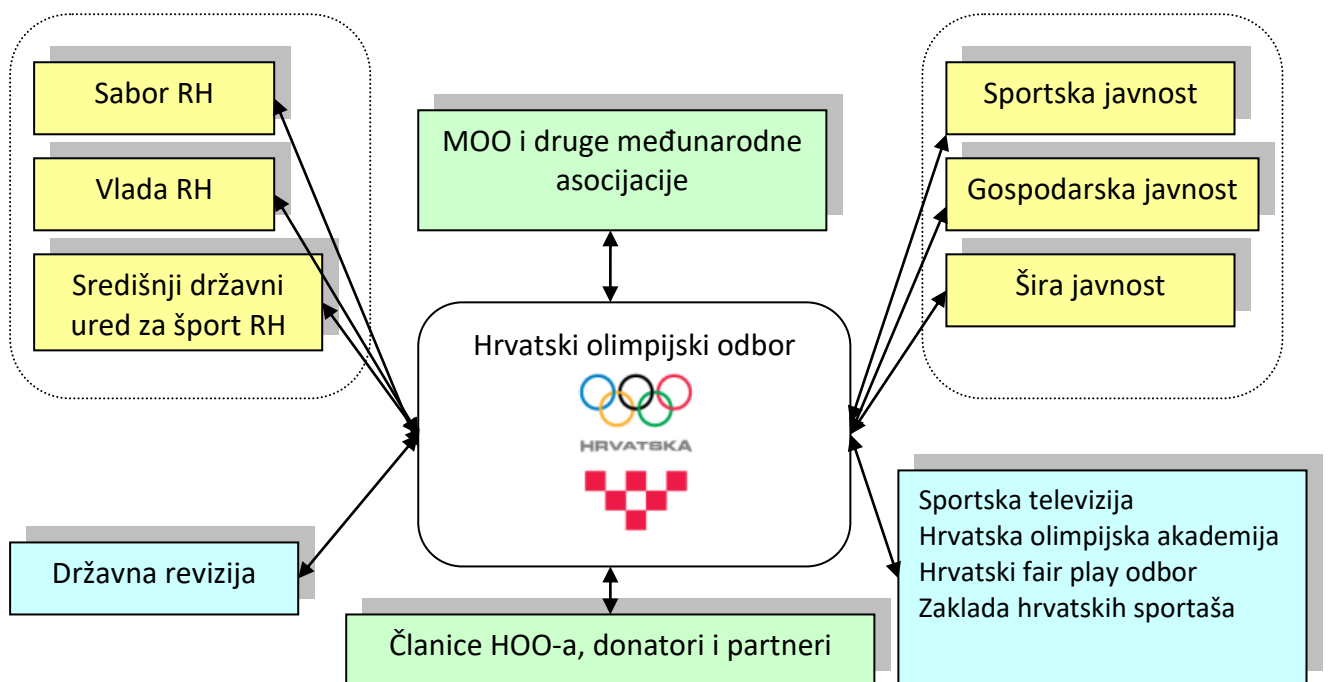 Sabor RH
Vlada RH
Središnji državni
ured za šport RH
MOO i druge međunarodne
asocijacije
Sportska javnost
Gospodarska javnost
Šira javnost
Hrvatski olimpijski odbor
HRVATSKA
Državna revizija
Sportska televizija
Hrvatska olimpijska akademija
Hrvatski fair play odbor
Zaklada hrvatskih sportaša
Članice HOO-a, donatori i partneri